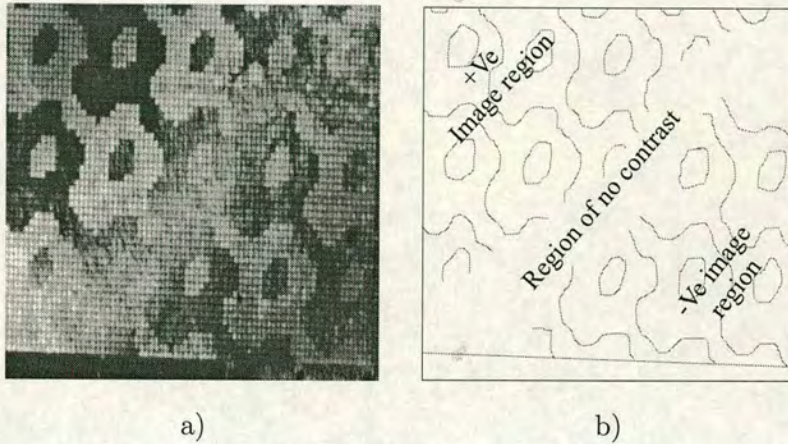 +Ve
Image region
Region of no contrast
-Ve image
region
a)
b)